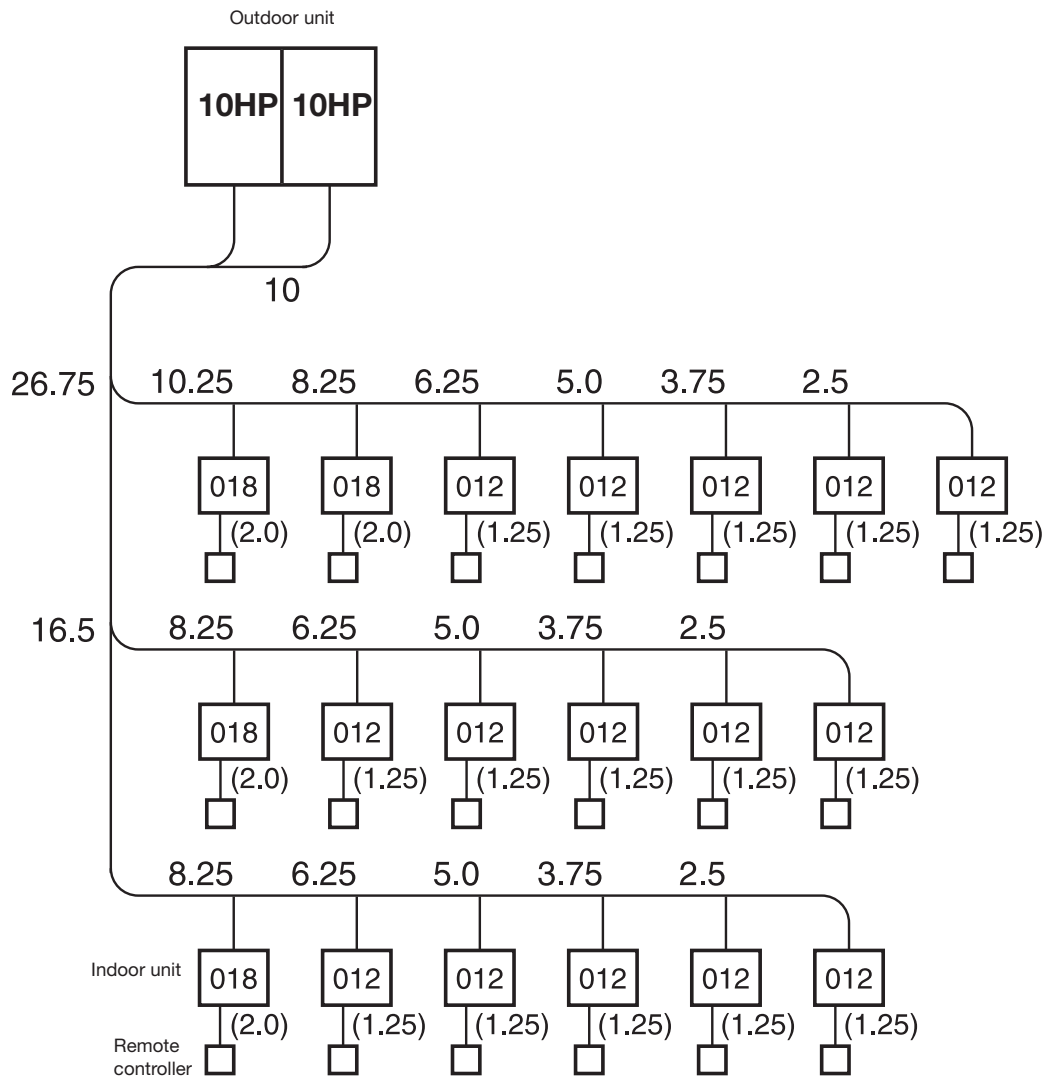 Outdoor unit
10HP 10HP
10
26.75 10.25 8.25 6.25 5.0 3.75 2.5
018 018 012 012 012 012 012
(2.0) (2.0) (1.25) (1.25) (1.25) (1.25) (1.25)
16.5 8.25 6.25 5.0 3.75 2.5
018 012 012 012 012 012
(2.0) (1.25) (1.25) (1.25) (1.25) (1.25)
8.25 6.25 5.0 3.75 2.5
Indoor unit 018 012 012 012 012 012
(2.0) (1.25) (1.25) (1.25) (1.25) (1.25)
Remote
controller